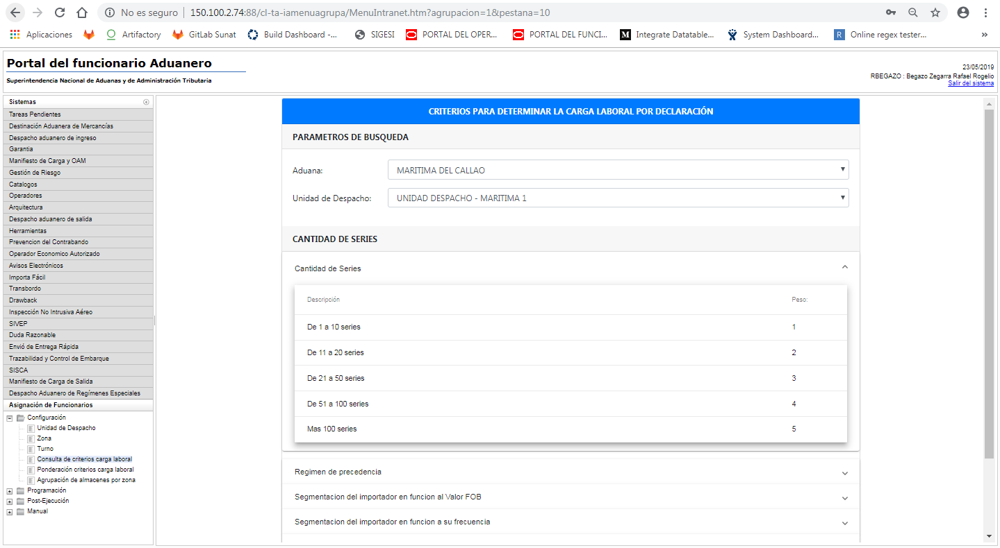 No es seguro | 150.100.2.74:88/cl-ta-iamenuagrupa/MenuIntranet.htm?agrupacion=1&pestana=10
Aplicaciones Artifactory GitLab Sunat Build Dashboard -... SIGESI PORTAL DEL OPER... PORTAL DEL FUNCI... M Integrate Datatable... System Dashboard... R Online regex tester... »
Portal del funcionario Aduanero
Superintendencia Nacional de Aduanas y de Administración Tributaria
23/05/2019
RBEGAZO : Begazo Zegarra Rafael Rogelio
Salir del sistema
Sistemas
Tareas Pendientes
Destinación Aduanera de Mercancías
Despacho aduanero de ingreso
Garantia
Manifiesto de Carga y OAM
Gestión de Riesgo
Catalogos
Operadores
Arquitectura
Despacho aduanero de salida
Herramientas
Prevencion del Contrabando
Operador Economico Autorizado
Avisos Electrónicos
Importa Fácil
Transbordo
Drawback
Inspección No Intrusiva Aéreo
SIVEP
Duda Razonable
Envió de Entrega Rápida
Trazabilidad y Control de Embarque
SISCA
Manifiesto de Carga de Salida
Despacho Aduanero de Regímenes Especiales
Asignación de Funcionarios
Configuración
Unidad de Despacho
Zona
Turno
Consulta de criterios carga laboral
Ponderación criterios carga laboral
Agrupación de almacenes por zona
Programación
Post-Ejecución
Manual
CRITERIOS PARA DETERMINAR LA CARGA LABORAL POR DECLARACIÓN
PARAMETROS DE BUSQUEDA
Aduana: MARITIMA DEL CALLAO
Unidad de Despacho: UNIDAD DESPACHO - MARITIMA 1
CANTIDAD DE SERIES
Cantidad de Series
Descripción Peso:
De 1 a 10 series 1
De 11 a 20 series 2
De 21 a 50 series 3
De 51 a 100 series 4
Mas 100 series 5
Regimen de precedencia
Segmentacion del importador en funcion al Valor FOB
Segmentacion del importador en funcion a su frecuencia